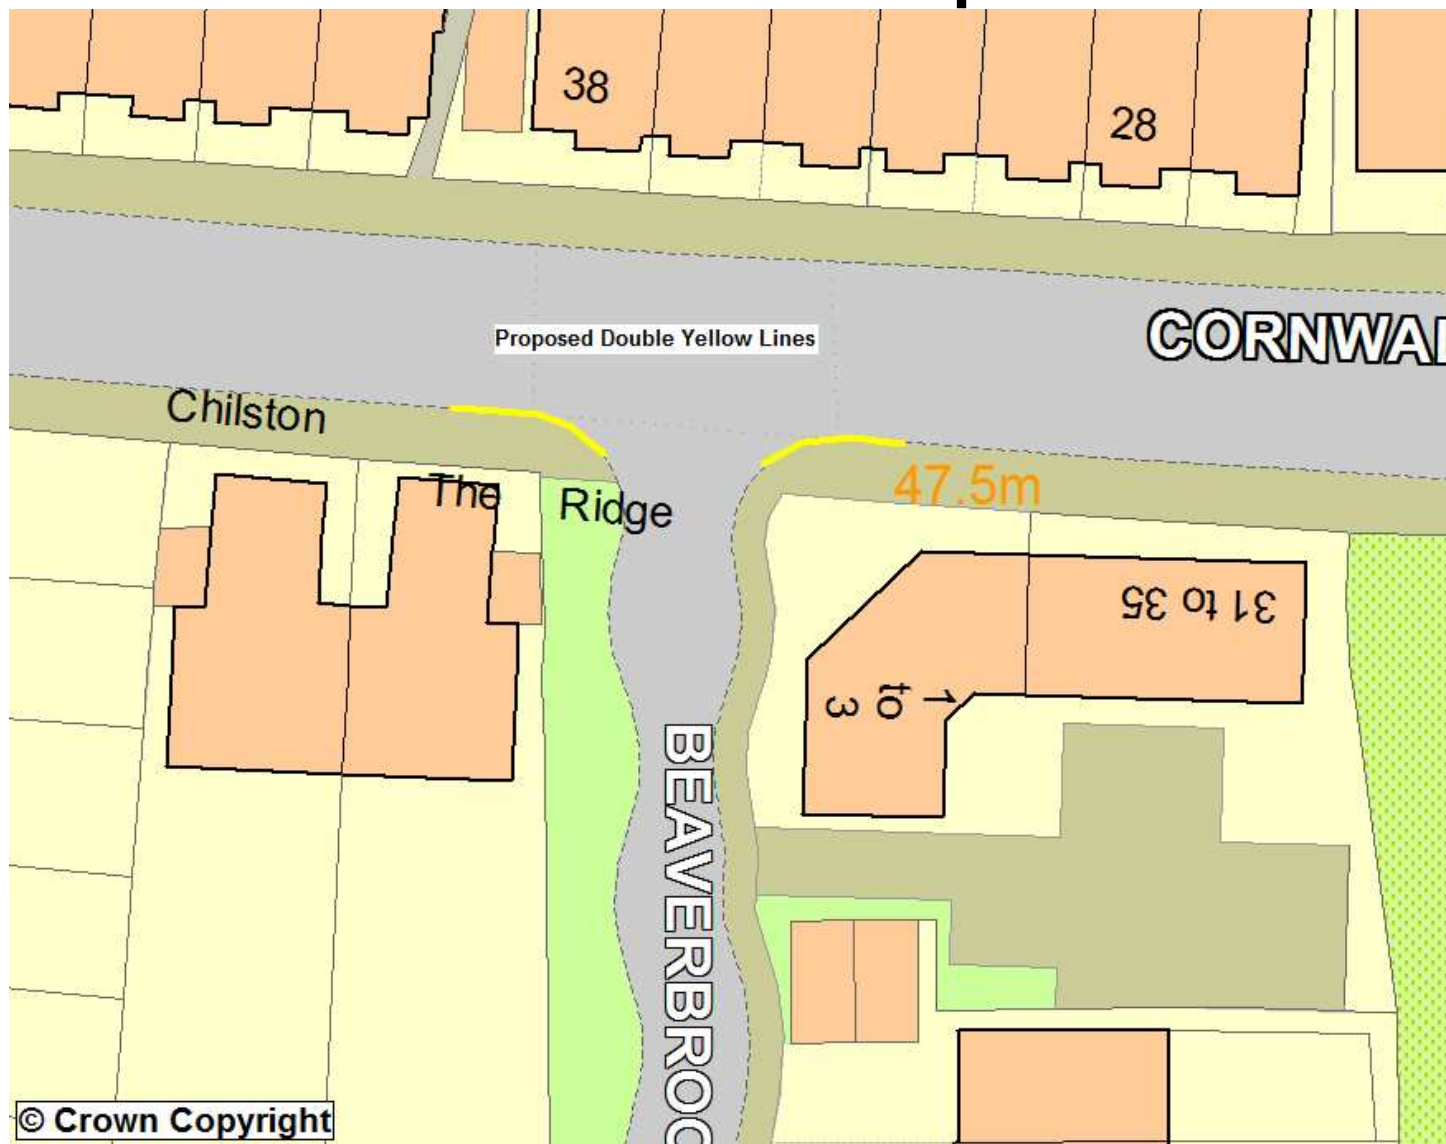 38
28
CORNWAL
Proposed Double Yellow Lines
Chilston
The
Ridge
47.5m
31 to 35
1 to 3
BEAVERBROO
© Crown Copyright